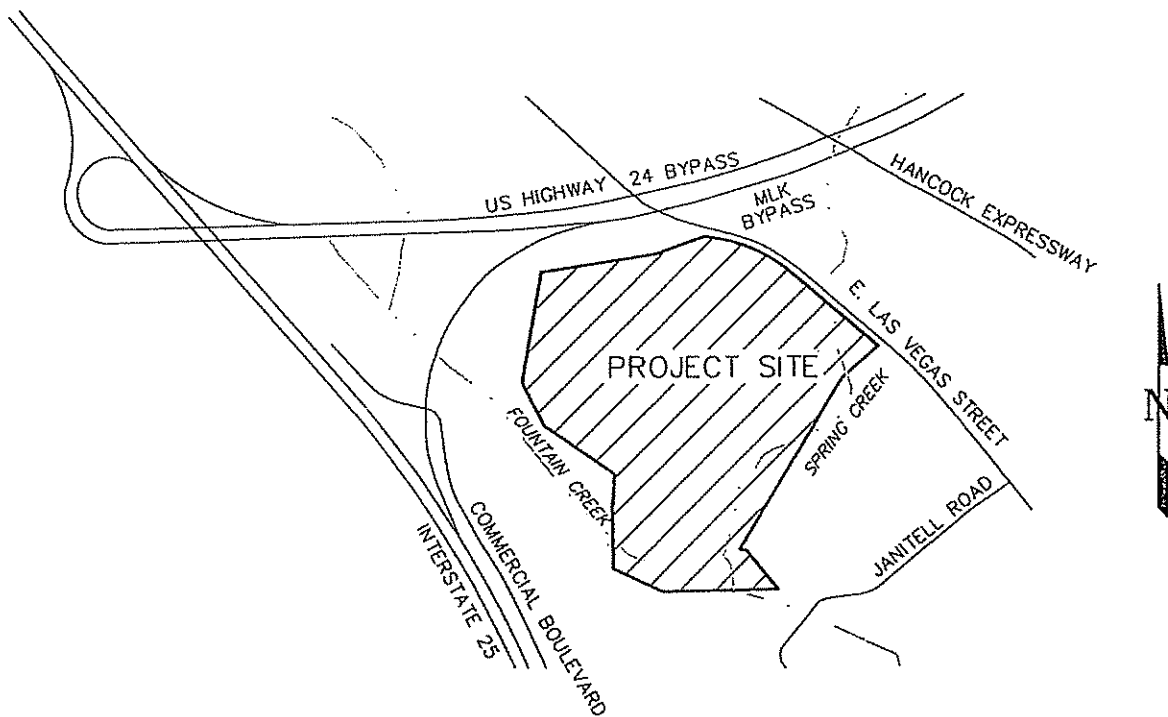 US HIGHWAY 24 BYPASS
MLK
BYPASS
HANCOCK EXPRESSWAY
E. LAS VEGAS STREET
PROJECT SITE
FOUNTAIN CREEK
SPRING CREEK
JANITELL ROAD
COMMERCIAL BOULEVARD
INTERSTATE 25
N